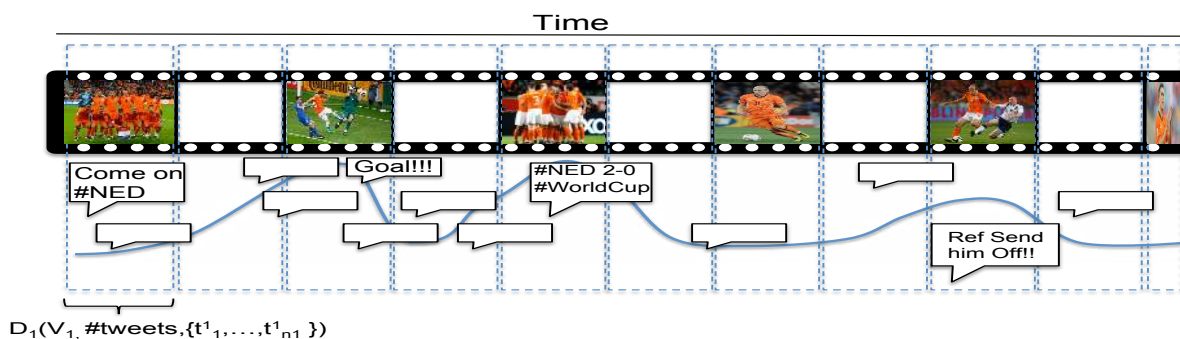 Time
Come on
#NED
Goal!!!
#NED 2-0
#WorldCup
Ref Send
him Off!!
D₁(V₁, #tweets,{t¹₁,...,t¹ₙ₁ })